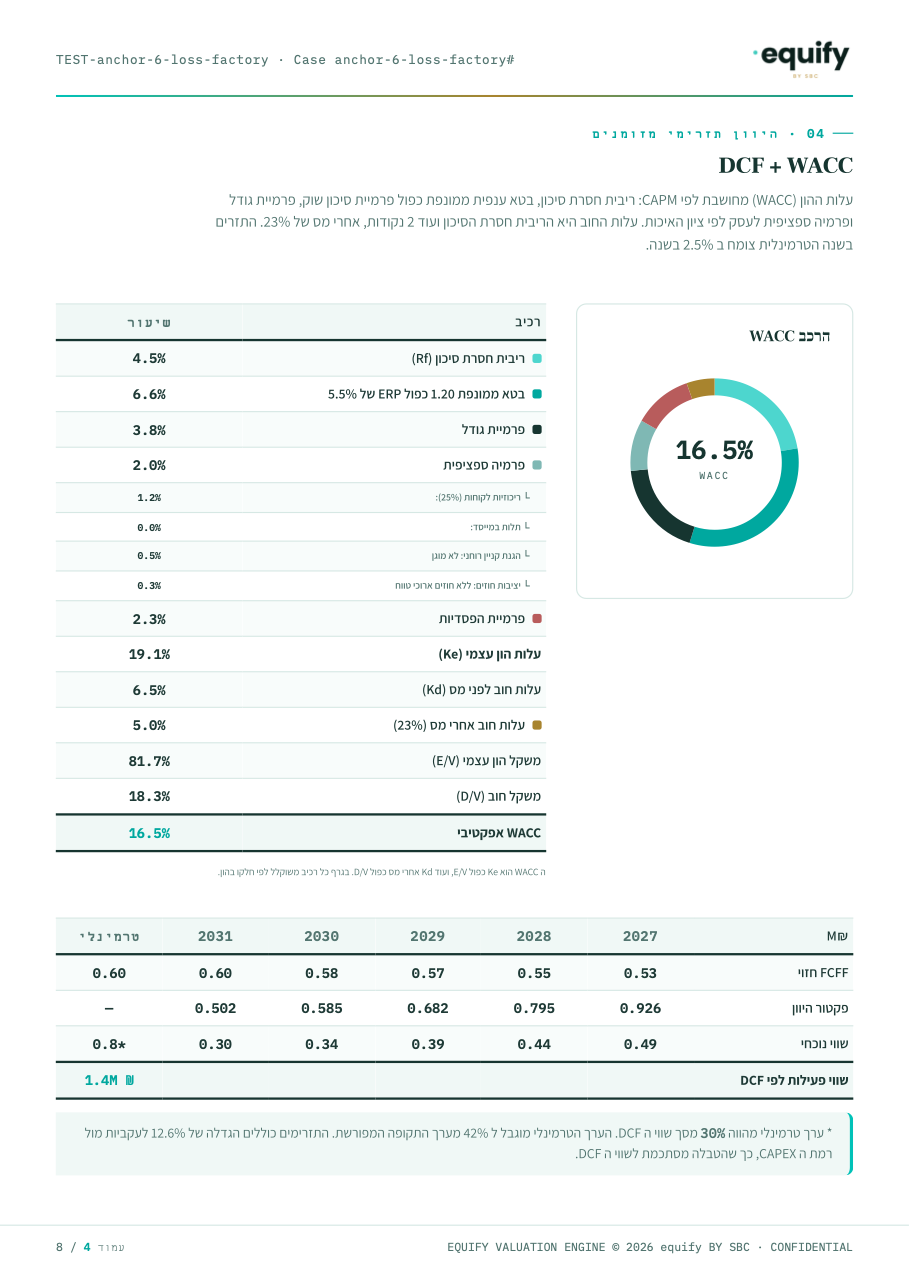 TEST-anchor-6-loss-factory · Case anchor-6-loss-factory#
equify
BY SBC
04 · היוון תזרימי מזומנים
DCF + WACC
עלות ההון (WACC) מחושבת לפי CAPM: ריבית חסרת סיכון, בטא ענפית ממונפת כפול פרמיית סיכון שוק, פרמיית גודל
ופרמיה ספציפית לעסק לפי ציון האיכות. עלות החוב היא הריבית חסרת הסיכון ועוד 2 נקודות, אחרי מס של 23%. התזרים
בשנה הטרמינלית צומח ב 2.5% בשנה.
הרכב WACC
16.5%
WACC
רכיב שיעור
ריבית חסרת סיכון (Rf) 4.5%
בטא ממונפת 1.20 כפול ERP של 5.5% 6.6%
פרמיית גודל 3.8%
פרמיה ספציפית 2.0%
└ ריכוזיות לקוחות (25%): 1.2%
└ תלות במייסד: 0.0%
└ הגנת קניין רוחני: לא מוגן 0.5%
└ יציבות חוזים: ללא חוזים ארוכי טווח 0.3%
פרמיית הפסדיות 2.3%
עלות הון עצמי (Ke) 19.1%
עלות חוב לפני מס (Kd) 6.5%
עלות חוב אחרי מס (23%) 5.0%
משקל הון עצמי (E/V) 81.7%
משקל חוב (D/V) 18.3%
WACC אפקטיבי 16.5%
ה WACC הוא Ke כפול E/V, ועוד Kd אחרי מס כפול D/V. בגרף כל רכיב משוקלל לפי חלקו בהון.
₪M 2027 2028 2029 2030 2031 טרמינלי
FCFF חזוי 0.53 0.55 0.57 0.58 0.60 0.60
פקטור היוון 0.926 0.795 0.682 0.585 0.502 —
שווי נוכחי 0.49 0.44 0.39 0.34 0.30 0.8*
שווי פעילות לפי DCF 1.4M ₪
* ערך טרמינלי מהווה 30% מסך שווי ה DCF. הערך הטרמינלי מוגבל ל 42% מערך התקופה המפורשת. התזרימים כוללים הגדלה של 12.6% לעקביות מול
רמת ה CAPEX, כך שהטבלה מסתכמת לשווי ה DCF.
עמוד 4 / 8
EQUIFY VALUATION ENGINE © 2026 equify BY SBC · CONFIDENTIAL